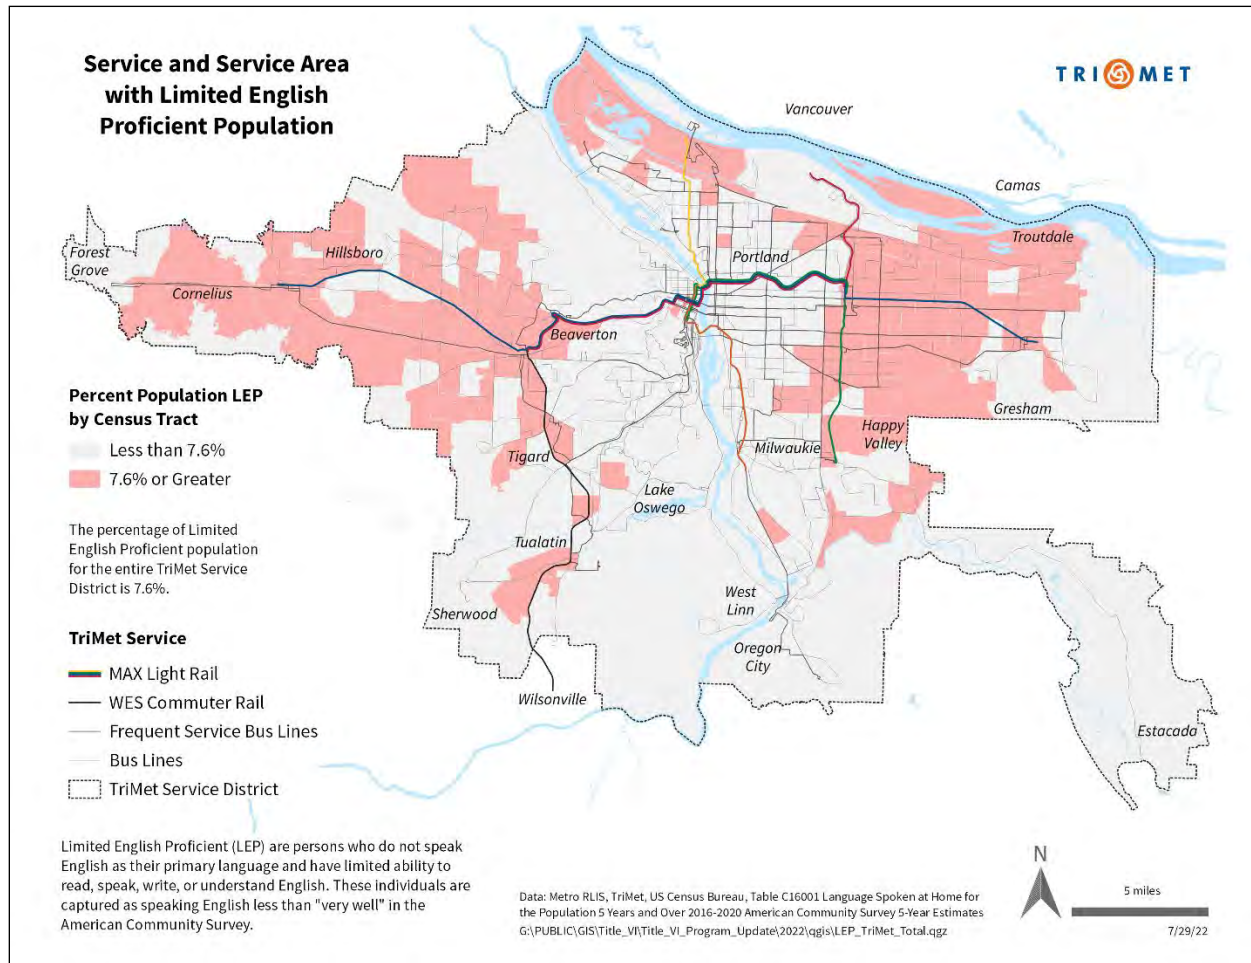 Service and Service Area
with Limited English
Proficient Population
TRI MET
Vancouver
Camas
Troutdale
Portland
Forest
Grove
Hillsboro
Cornelius
Beaverton
Gresham
Happy
Valley
Milwaukie
Tigard
Lake
Oswego
Tualatin
Sherwood
West
Linn
Oregon
City
Wilsonville
Estacada
Percent Population LEP
by Census Tract
Less than 7.6%
7.6% or Greater
The percentage of Limited
English Proficient population
for the entire TriMet Service
District is 7.6%.
TriMet Service
MAX Light Rail
WES Commuter Rail
Frequent Service Bus Lines
Bus Lines
TriMet Service District
Limited English Proficient (LEP) are persons who do not speak
English as their primary language and have limited ability to
read, speak, write, or understand English. These individuals are
captured as speaking English less than "very well" in the
American Community Survey.
Data: Metro RLIS, TriMet, US Census Bureau, Table C16001 Language Spoken at Home for
the Population 5 Years and Over 2016-2020 American Community Survey 5-Year Estimates
G:\PUBLIC\GIS\Title_VI\Title_VI_Program_Update\2022\qgis\LEP_TriMet_Total.qgz
N
5 miles
7/29/22